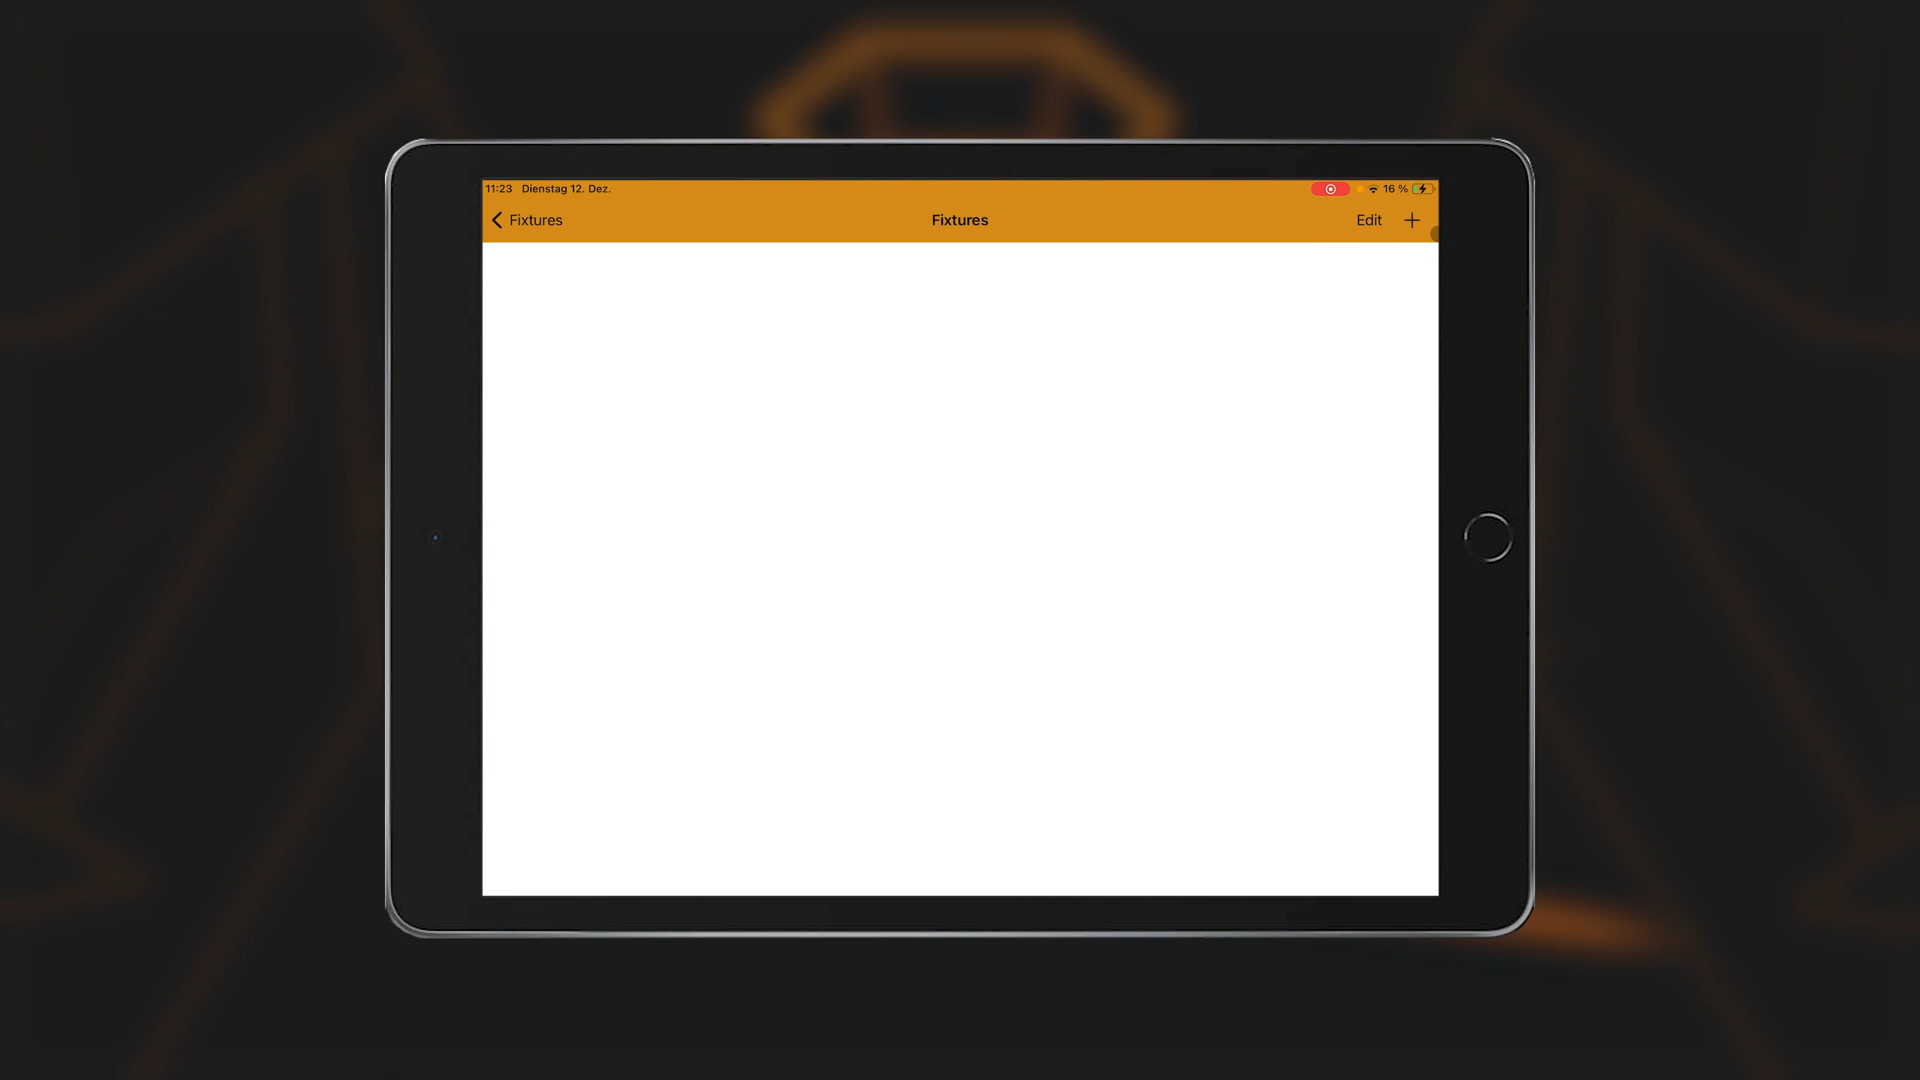 11:23 Dienstag 12. Dez. 16 %
Fixtures Fixtures Edit